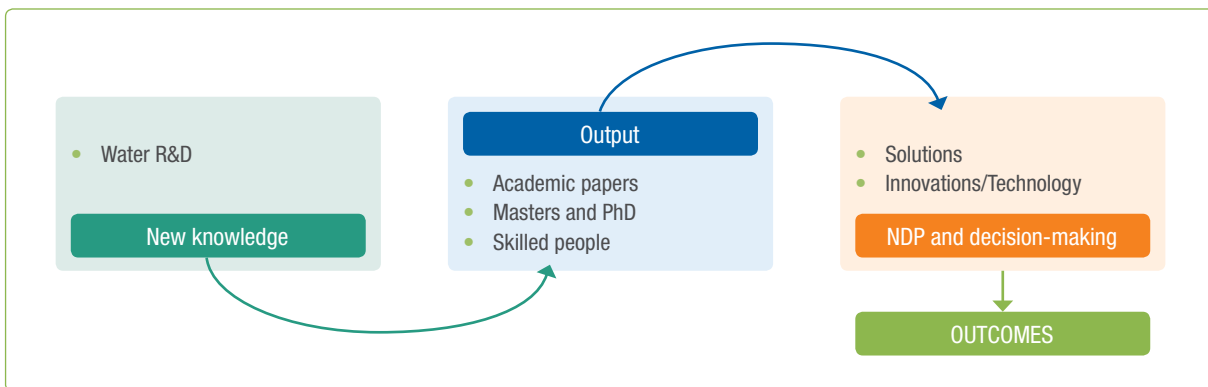 Water R&D
New knowledge
Output
Academic papers
Masters and PhD
Skilled people
Solutions
Innovations/Technology
NDP and decision-making
OUTCOMES